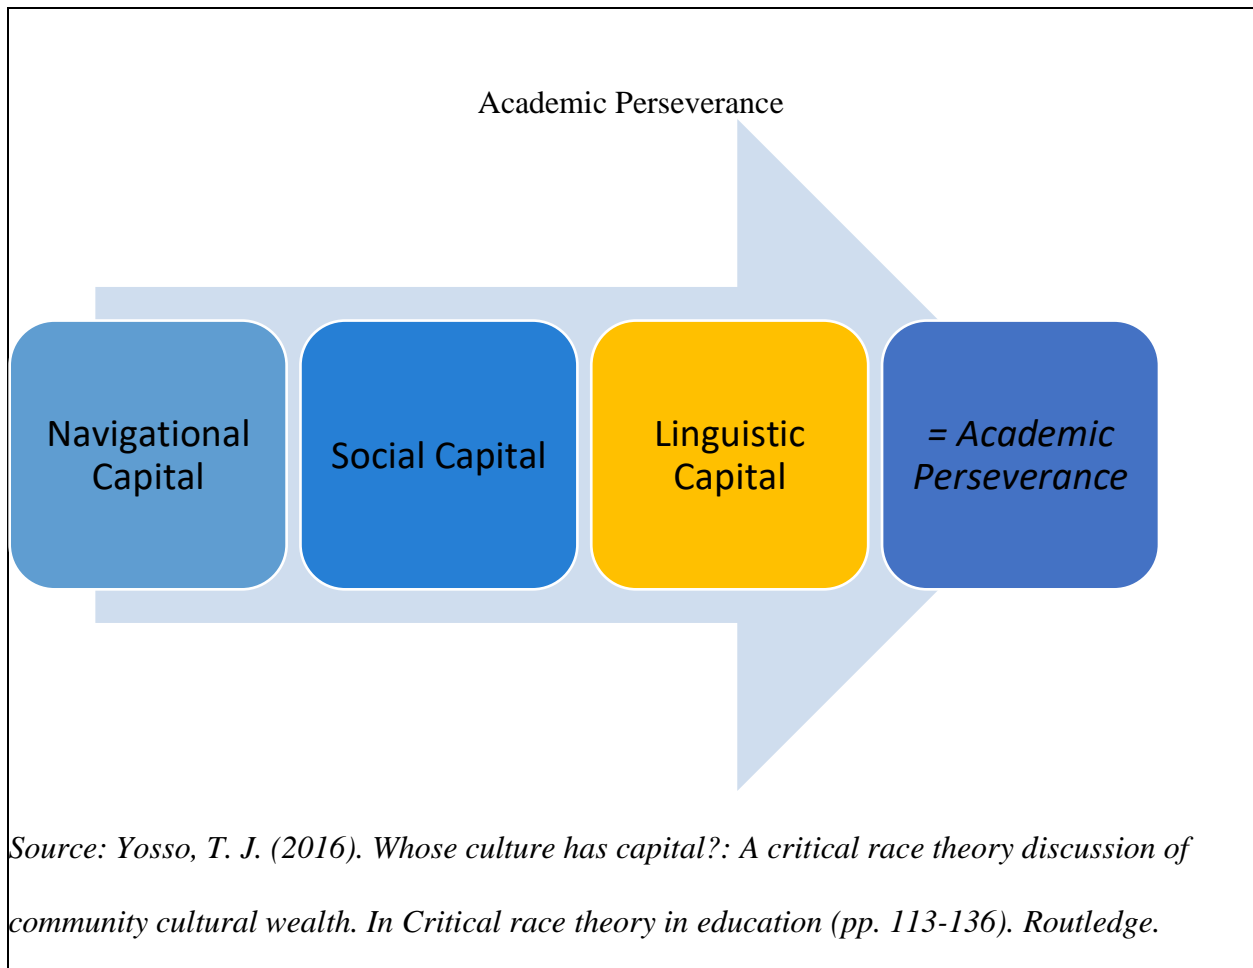 Academic Perseverance
Navigational
Capital
Social Capital
Linguistic
Capital
= Academic
Perseverance
Source: Yosso, T. J. (2016). Whose culture has capital?: A critical race theory discussion of
community cultural wealth. In Critical race theory in education (pp. 113-136). Routledge.